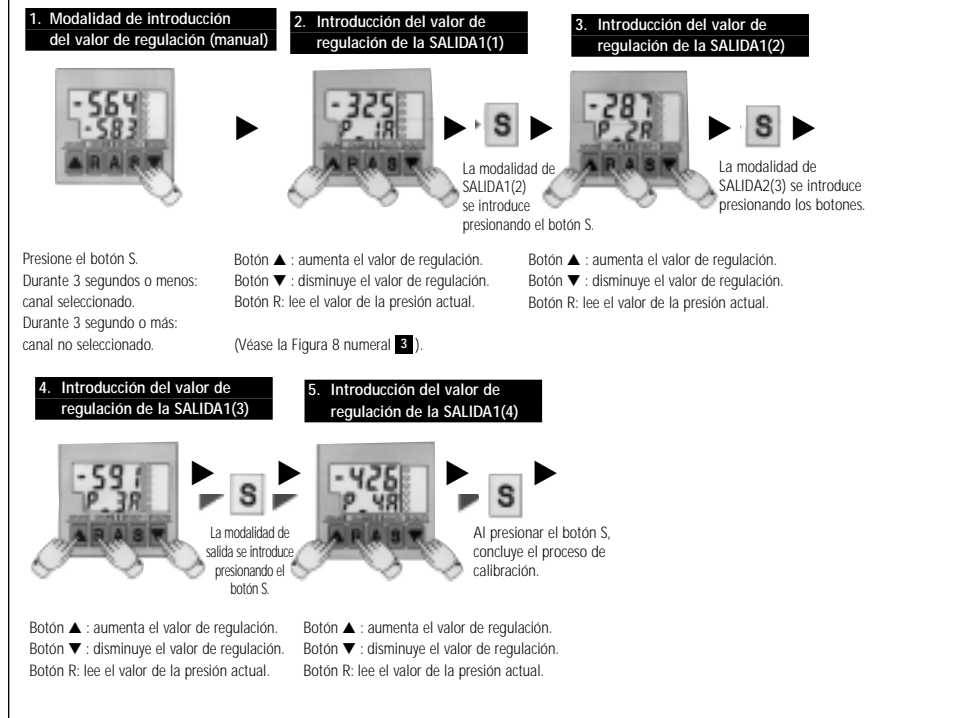 1. Modalidad de introducción
del valor de regulación (manual)
2. Introducción del valor de
regulación de la SALIDA1(1)
3. Introducción del valor de
regulación de la SALIDA1(2)
-564
-583
▲ R A S ▼
-325
P_1A
▲ R A S ▼
S
La modalidad de
SALIDA1(2)
se introduce
presionando el botón S.
-287
P_2A
▲ R A S ▼
S
La modalidad de
SALIDA2(3) se introduce
presionando los botones.
Presione el botón S.
Durante 3 segundos o menos:
canal seleccionado.
Durante 3 segundo o más:
canal no seleccionado.
Botón ▲ : aumenta el valor de regulación.
Botón ▼ : disminuye el valor de regulación.
Botón R: lee el valor de la presión actual.
(Véase la Figura 8 numeral 3 ).
Botón ▲ : aumenta el valor de regulación.
Botón ▼ : disminuye el valor de regulación.
Botón R: lee el valor de la presión actual.
4. Introducción del valor de
regulación de la SALIDA1(3)
5. Introducción del valor de
regulación de la SALIDA1(4)
-591
P_3A
▲ R A S ▼
S
La modalidad de
salida se introduce
presionando el
botón S.
-426
P_4A
▲ R A S ▼
S
Al presionar el botón S,
concluye el proceso de
calibración.
Botón ▲ : aumenta el valor de regulación.
Botón ▼ : disminuye el valor de regulación.
Botón R: lee el valor de la presión actual.
Botón ▲ : aumenta el valor de regulación.
Botón ▼ : disminuye el valor de regulación.
Botón R: lee el valor de la presión actual.